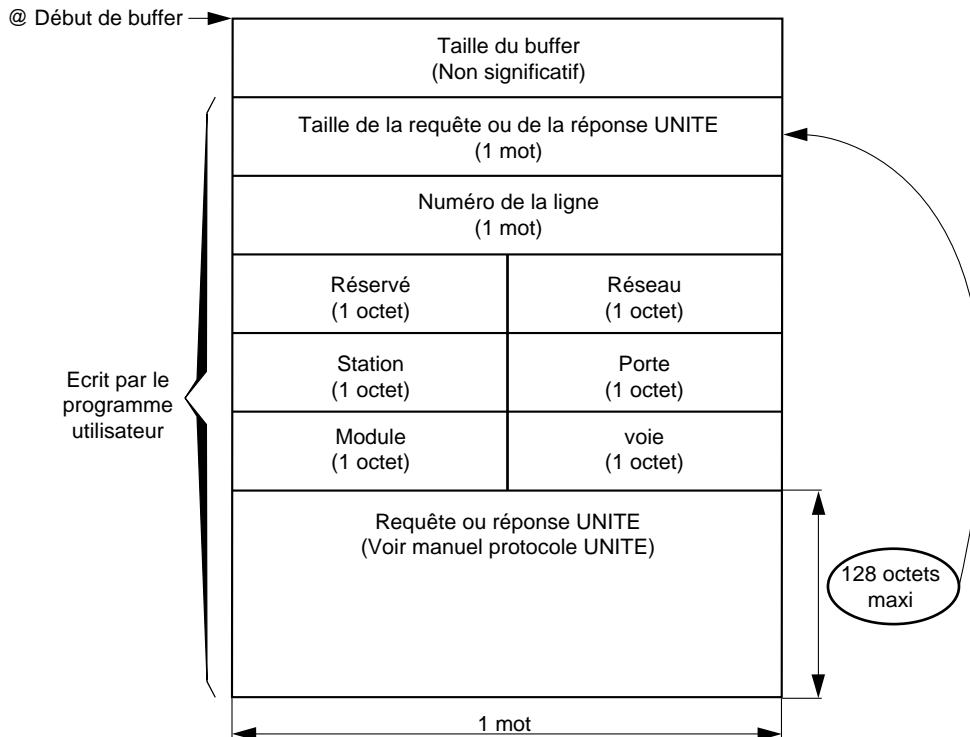 @ Début de buffer
Taille du buffer
(Non significatif)
Taille de la requête ou de la réponse UNITE
(1 mot)
Numéro de la ligne
(1 mot)
Réservé
(1 octet)
Réseau
(1 octet)
Station
(1 octet)
Porte
(1 octet)
Module
(1 octet)
voie
(1 octet)
Ecrit par le
programme
utilisateur
Requête ou réponse UNITE
(Voir manuel protocole UNITE)
128 octets
maxi
1 mot